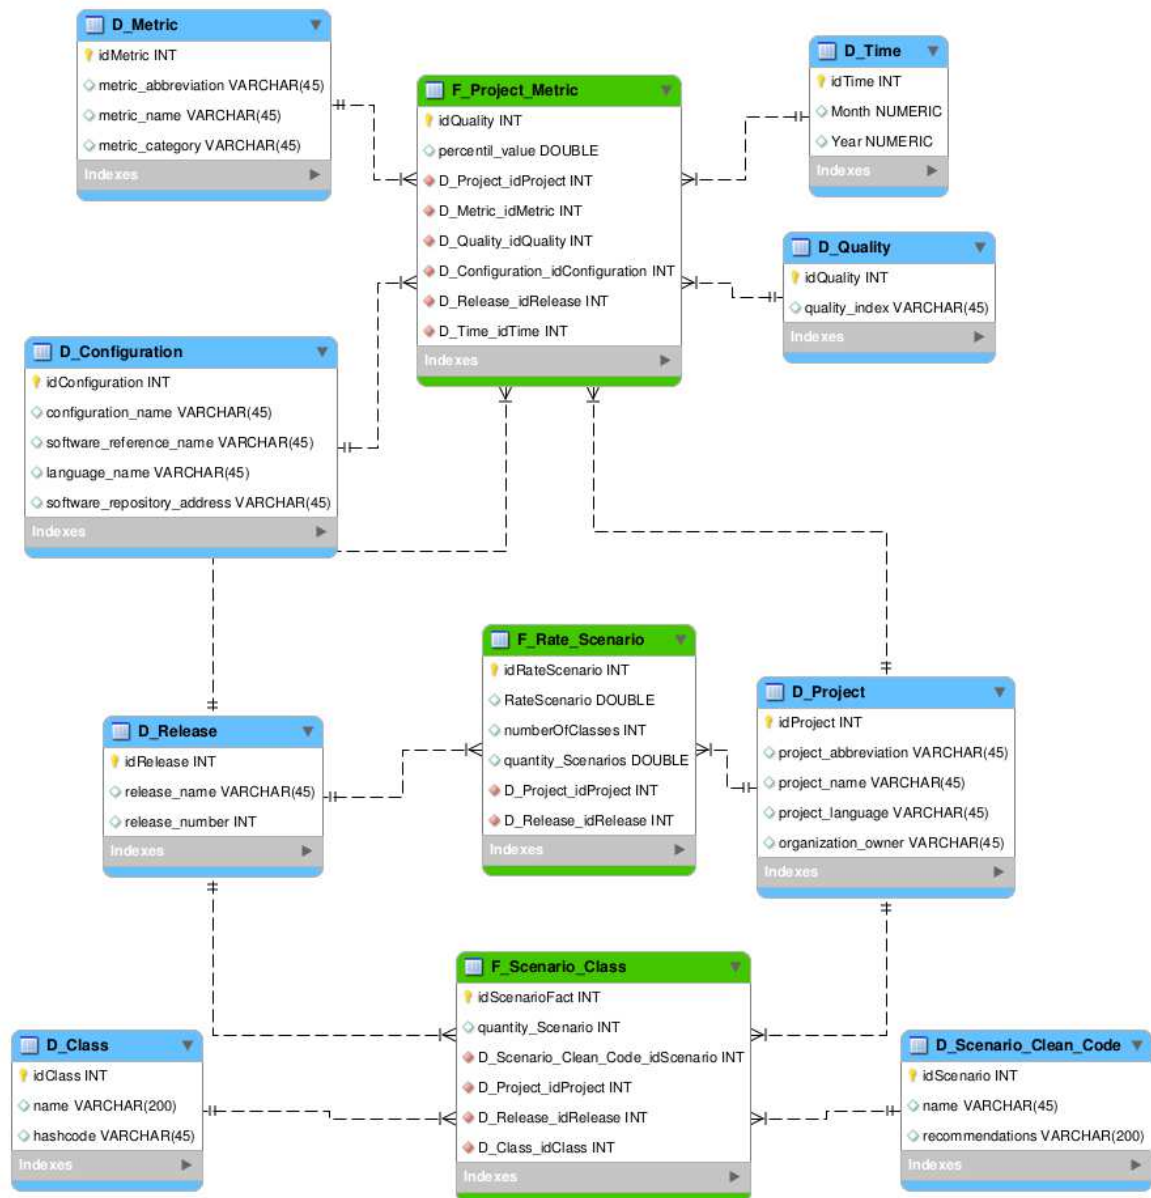 D_Metric
idMetric INT
metric_abbreviation VARCHAR(45)
metric_name VARCHAR(45)
metric_category VARCHAR(45)
Indexes
F_Project_Metric
idQuality INT
percentil_value DOUBLE
D_Project_idProject INT
D_Metric_idMetric INT
D_Quality_idQuality INT
D_Configuration_idConfiguration INT
D_Release_idRelease INT
D_Time_idTime INT
Indexes
D_Time
idTime INT
Month NUMERIC
Year NUMERIC
Indexes
D_Quality
idQuality INT
quality_index VARCHAR(45)
Indexes
D_Configuration
idConfiguration INT
configuration_name VARCHAR(45)
software_reference_name VARCHAR(45)
language_name VARCHAR(45)
software_repository_address VARCHAR(45)
Indexes
F_Rate_Scenario
idRateScenario INT
RateScenario DOUBLE
numberOfClasses INT
quantity_Scenarios DOUBLE
D_Project_idProject INT
D_Release_idRelease INT
Indexes
D_Project
idProject INT
project_abbreviation VARCHAR(45)
project_name VARCHAR(45)
project_language VARCHAR(45)
organization_owner VARCHAR(45)
Indexes
D_Release
idRelease INT
release_name VARCHAR(45)
release_number INT
Indexes
F_Scenario_Class
idScenarioFact INT
quantity_Scenario INT
D_Scenario_Clean_Code_idScenario INT
D_Project_idProject INT
D_Release_idRelease INT
D_Class_idClass INT
Indexes
D_Class
idClass INT
name VARCHAR(200)
hashcode VARCHAR(45)
Indexes
D_Scenario_Clean_Code
idScenario INT
name VARCHAR(45)
recommendations VARCHAR(200)
Indexes